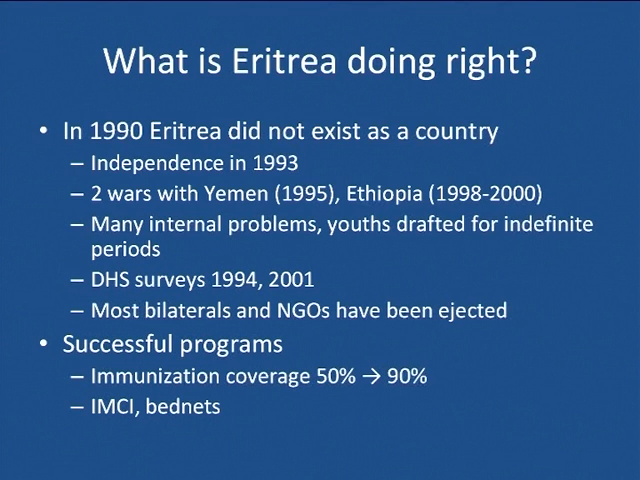 What is Eritrea doing right?
• In 1990 Eritrea did not exist as a country
– Independence in 1993
– 2 wars with Yemen (1995), Ethiopia (1998-2000)
– Many internal problems, youths drafted for indefinite
periods
– DHS surveys 1994, 2001
– Most bilaterals and NGOs have been ejected
• Successful programs
– Immunization coverage 50% → 90%
– IMCI, bednets